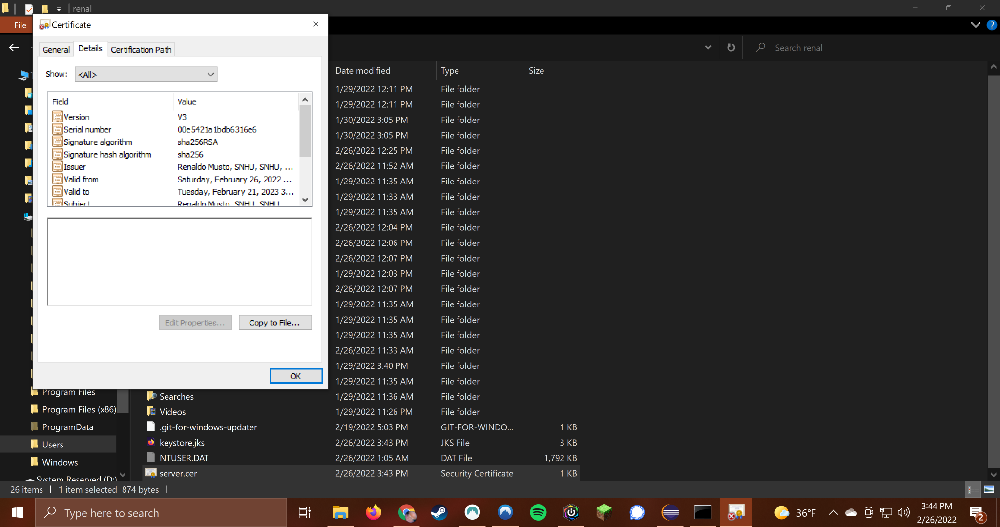 renal
File
Certificate
General
Details
Certification Path
Show:
<All>
Field Value
Version V3
Serial number 00e5421a1bdb6316e6
Signature algorithm sha256RSA
Signature hash algorithm sha256
Issuer Renaldo Musto, SNHU, SNHU, ...
Valid from Saturday, February 26, 2022 ...
Valid to Tuesday, February 21, 2023 3...
Subject Renaldo Musto, SNHU, SNHU
Edit Properties...
Copy to File...
OK
Search renal
Date modified Type Size
1/29/2022 12:11 PM File folder
1/29/2022 12:11 PM File folder
1/30/2022 3:05 PM File folder
1/30/2022 3:05 PM File folder
2/26/2022 12:25 PM File folder
2/26/2022 11:52 AM File folder
1/29/2022 11:35 AM File folder
1/29/2022 11:33 AM File folder
1/29/2022 11:35 AM File folder
2/26/2022 12:04 PM File folder
2/26/2022 12:06 PM File folder
2/26/2022 12:07 PM File folder
1/29/2022 12:03 PM File folder
2/26/2022 12:07 PM File folder
1/29/2022 11:35 AM File folder
1/29/2022 11:35 AM File folder
1/29/2022 11:35 AM File folder
2/26/2022 11:33 AM File folder
1/29/2022 3:40 PM File folder
1/29/2022 11:35 AM File folder
Searches 1/29/2022 11:36 AM File folder
Videos 1/29/2022 11:26 PM File folder
.git-for-windows-updater 2/19/2022 5:03 PM GIT-FOR-WINDO... 1 KB
keystore.jks 2/26/2022 3:43 PM JKS File 3 KB
NTUSER.DAT 2/26/2022 1:05 AM DAT File 1,792 KB
server.cer 2/26/2022 3:43 PM Security Certificate 1 KB
Program Files
Program Files (x86)
ProgramData
Users
Windows
System Reserved (D:)
26 items 1 item selected 874 bytes
Type here to search
36°F
3:44 PM
2/26/2022
2